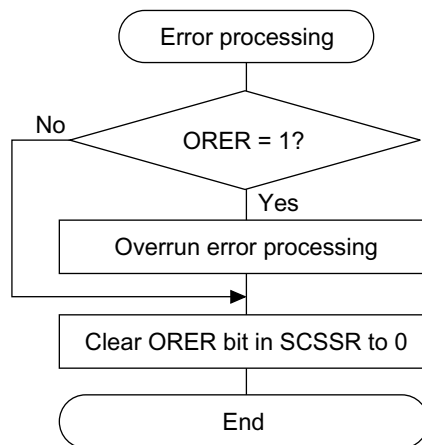 Error processing
No
ORER = 1?
Yes
Overrun error processing
Clear ORER bit in SCSSR to 0
End